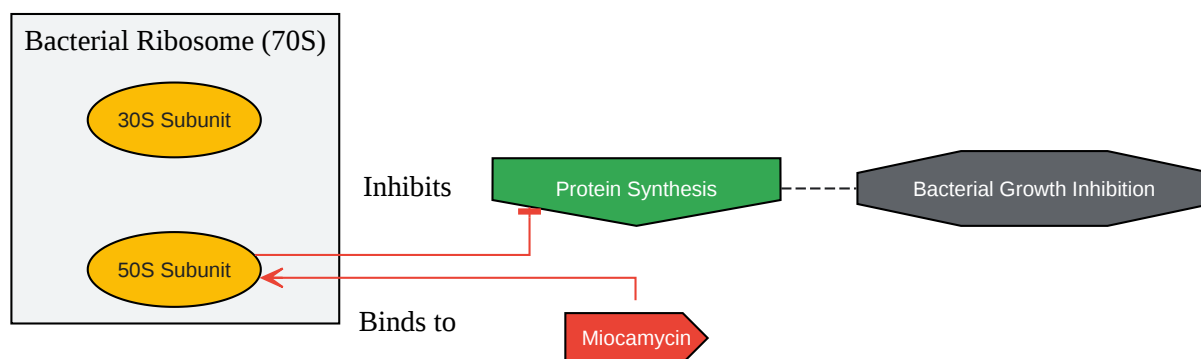 Bacterial Ribosome (70S)
30S Subunit
Inhibits
Protein Synthesis
Bacterial Growth Inhibition
50S Subunit
Binds to
Miocamycin